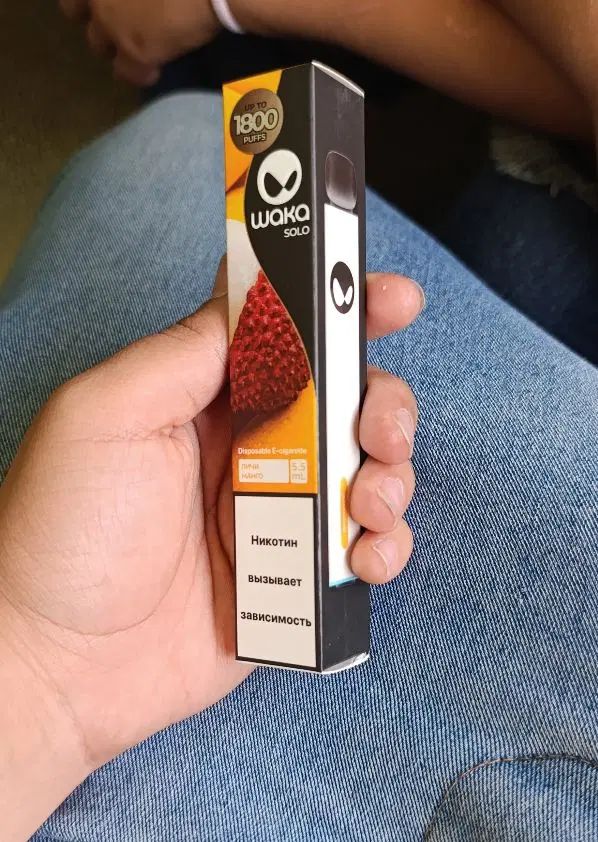 UP TO
1800
PUFFS
WAKA
SOLO
Disposable E-cigarette
ЛИЧИ
МАНГО
5.5
mL
Никотин
вызывает
зависимость